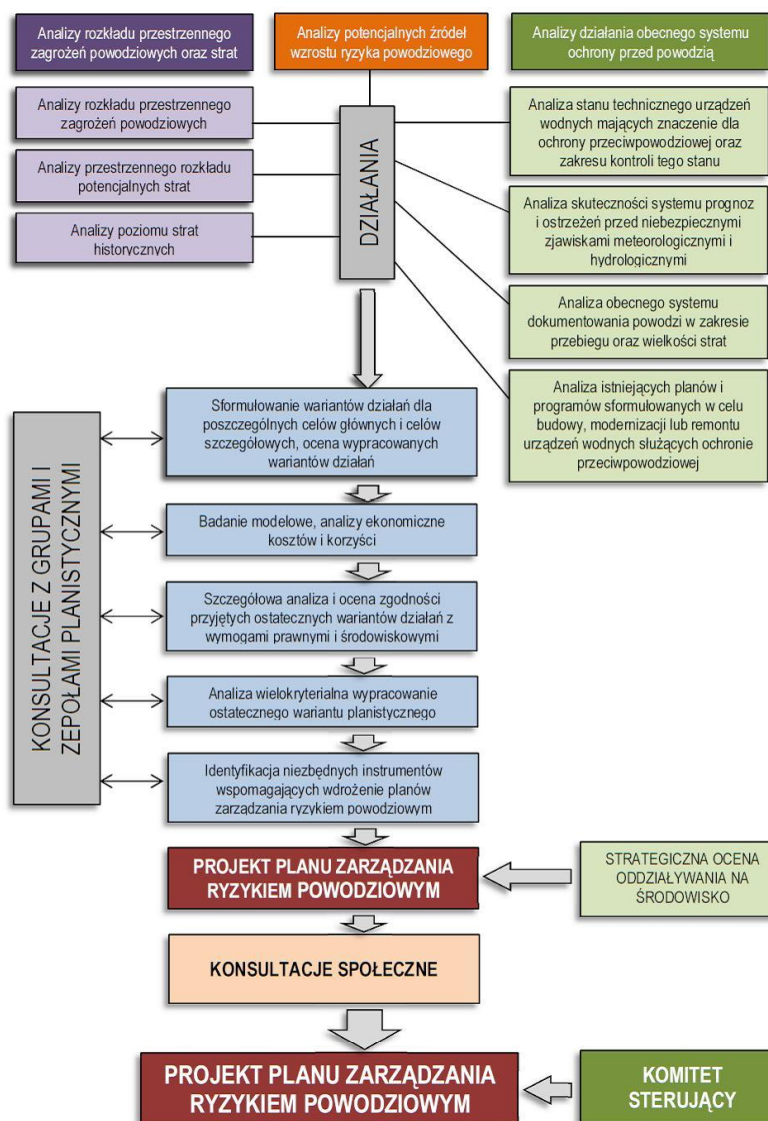 Analizy rozkładu przestrzennego
zagrożeń powodziowych oraz strat
Analizy potencjalnych źródeł
wzrostu ryzyka powodziowego
Analizy działania obecnego systemu
ochrony przed powodzią
Analizy rozkładu przestrzennego
zagrożeń powodziowych
Analizy przestrzennego rozkładu
potencjalnych strat
Analizy poziomu strat
historycznych
DZIAŁANIA
Analiza stanu technicznego urządzeń
wodnych mających znaczenie dla
ochrony przeciwpowodziowej oraz
zakresu kontroli tego stanu
Analiza skuteczności systemu prognoz
i ostrzeżeń przed niebezpiecznymi
zjawiskami meteorologicznymi i
hydrologicznymi
Analiza obecnego systemu
dokumentowania powodzi w zakresie
przebiegu oraz wielkości strat
Analiza istniejących planów i
programów sformułowanych w celu
budowy, modernizacji lub remontu
urządzeń wodnych służących ochronie
przeciwpowodziowej
KONSULTACJE Z GRUPAMI I
ZEPOŁAMI PLANISTYCZNYMI
Sformułowanie wariantów działań dla
poszczególnych celów głównych i celów
szczegółowych, ocena wypracowanych
wariantów działań
Badanie modelowe, analizy ekonomiczne
kosztów i korzyści
Szczegółowa analiza i ocena zgodności
przyjętych ostatecznych wariantów działań z
wymogami prawnymi i środowiskowymi
Analiza wielokryterialna wypracowanie
ostatecznego wariantu planistycznego
Identyfikacja niezbędnych instrumentów
wspomagających wdrożenie planów
zarządzania ryzykiem powodziowym
PROJEKT PLANU ZARZĄDZANIA
RYZYKIEM POWODZIOWYM
STRATEGICZNA OCENA
ODDZIAŁYWANIA NA
ŚRODOWISKO
KONSULTACJE SPOŁECZNE
PROJEKT PLANU ZARZĄDZANIA
RYZYKIEM POWODZIOWYM
KOMITET
STERUJĄCY